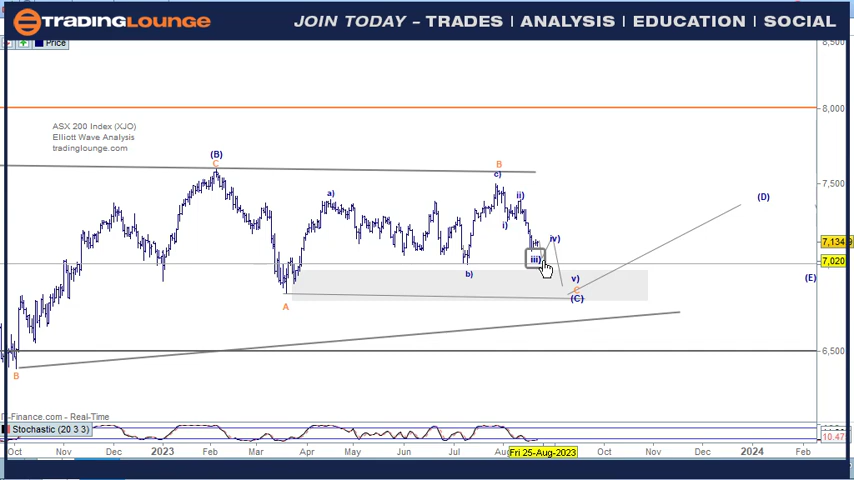 TRADINGLOUNGE JOIN TODAY – TRADES | ANALYSIS | EDUCATION | SOCIAL
Price
8,500
8,000
ASX 200 Index (XJO)
Elliott Wave Analysis
tradinglounge.com
(B)
C
B
c)
7,500
a)
ii)
(D)
i)
iv)
7,134
iii)
7,020
b)
v)
(E)
C
(C)
A
6,500
B
IT-Finance.com - Real-Time
Stochastic (20 3 3)
10.47
Oct Nov Dec 2023 Feb Mar Apr May Jun Jul Aug Fri 25-Aug-2023 Oct Nov Dec 2024 Feb